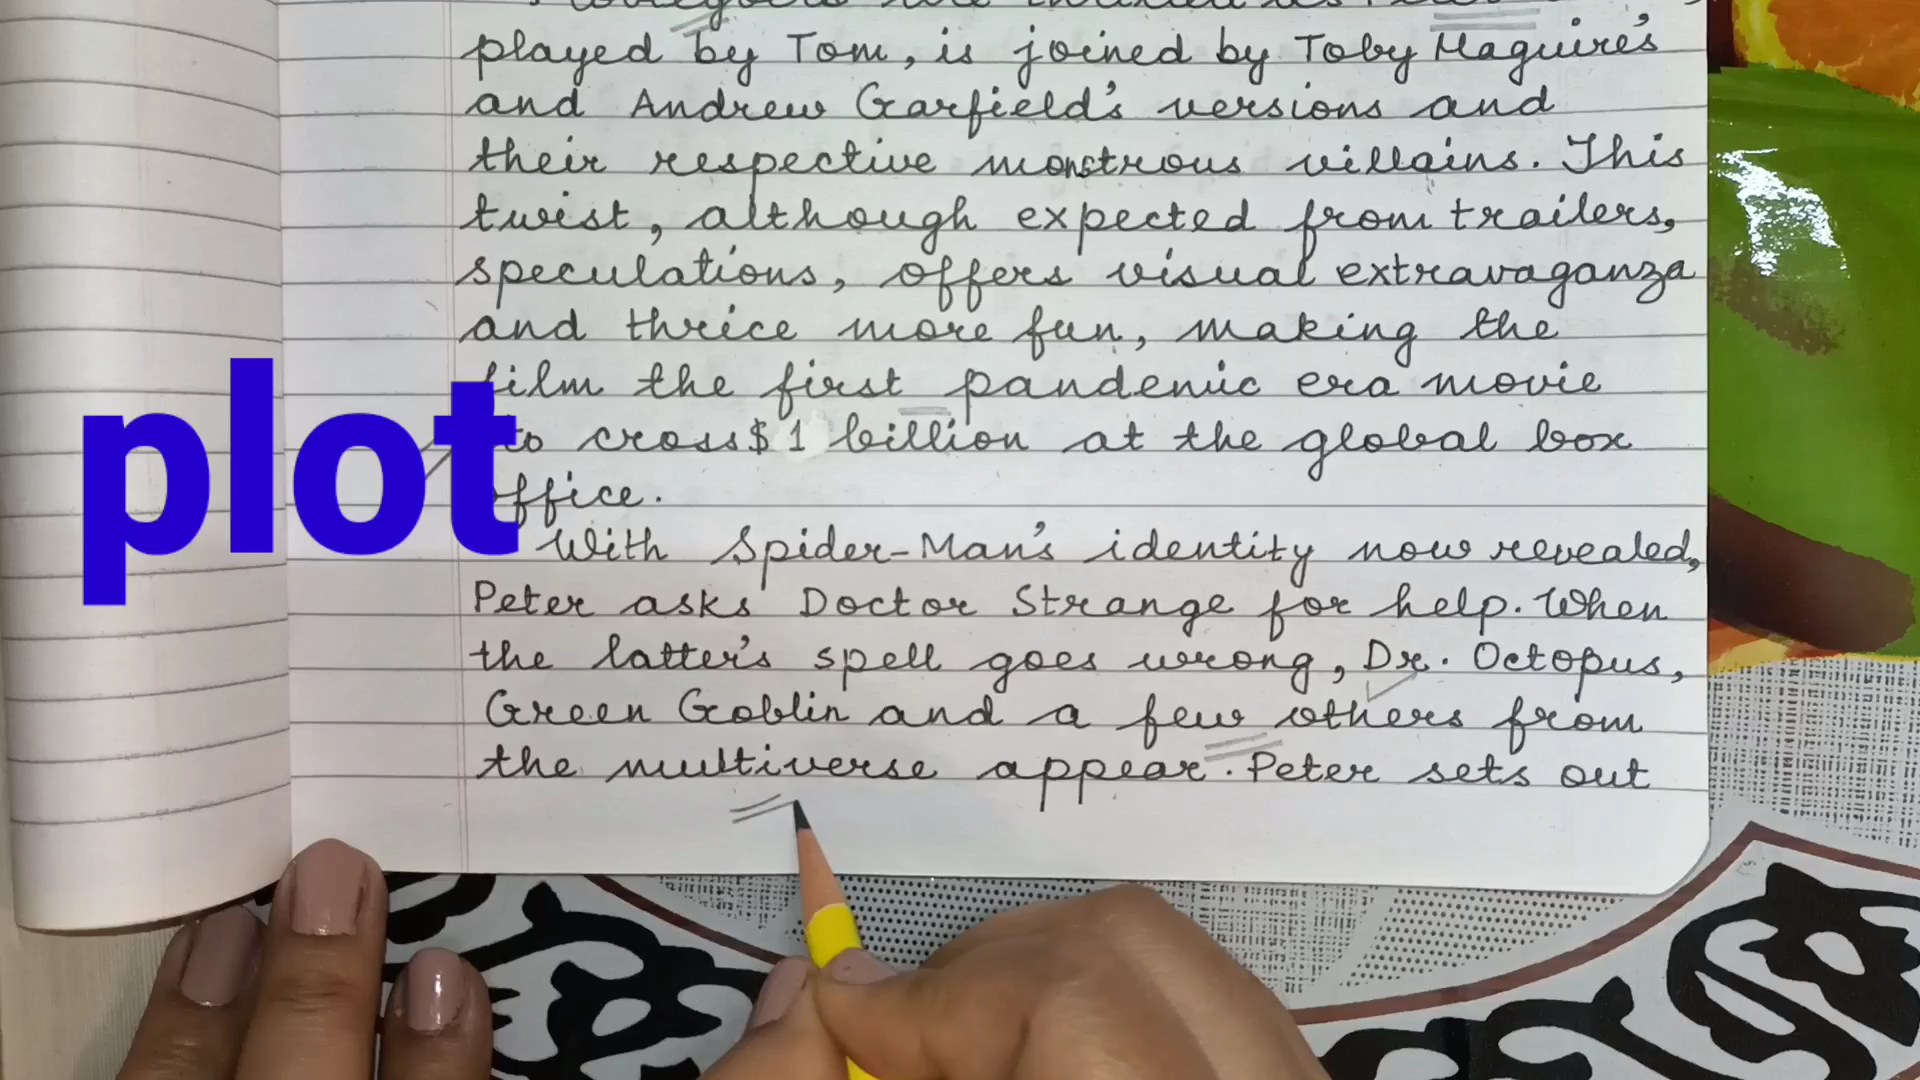 played by Tom, is joined by Toby Maguire's
and Andrew Garfield's versions and
their respective monstrous villains. This
twist, although expected from trailers,
speculations, offers visual extravaganza
and thrice more fun, making the
film the first pandemic era movie
to cross $1 billion at the global box
office.
plot
With Spider-Man's identity now revealed,
Peter asks Doctor Strange for help. When
the latter's spell goes wrong, Dr. Octopus,
Green Goblin and a few others from
the multiverse appear. Peter sets out